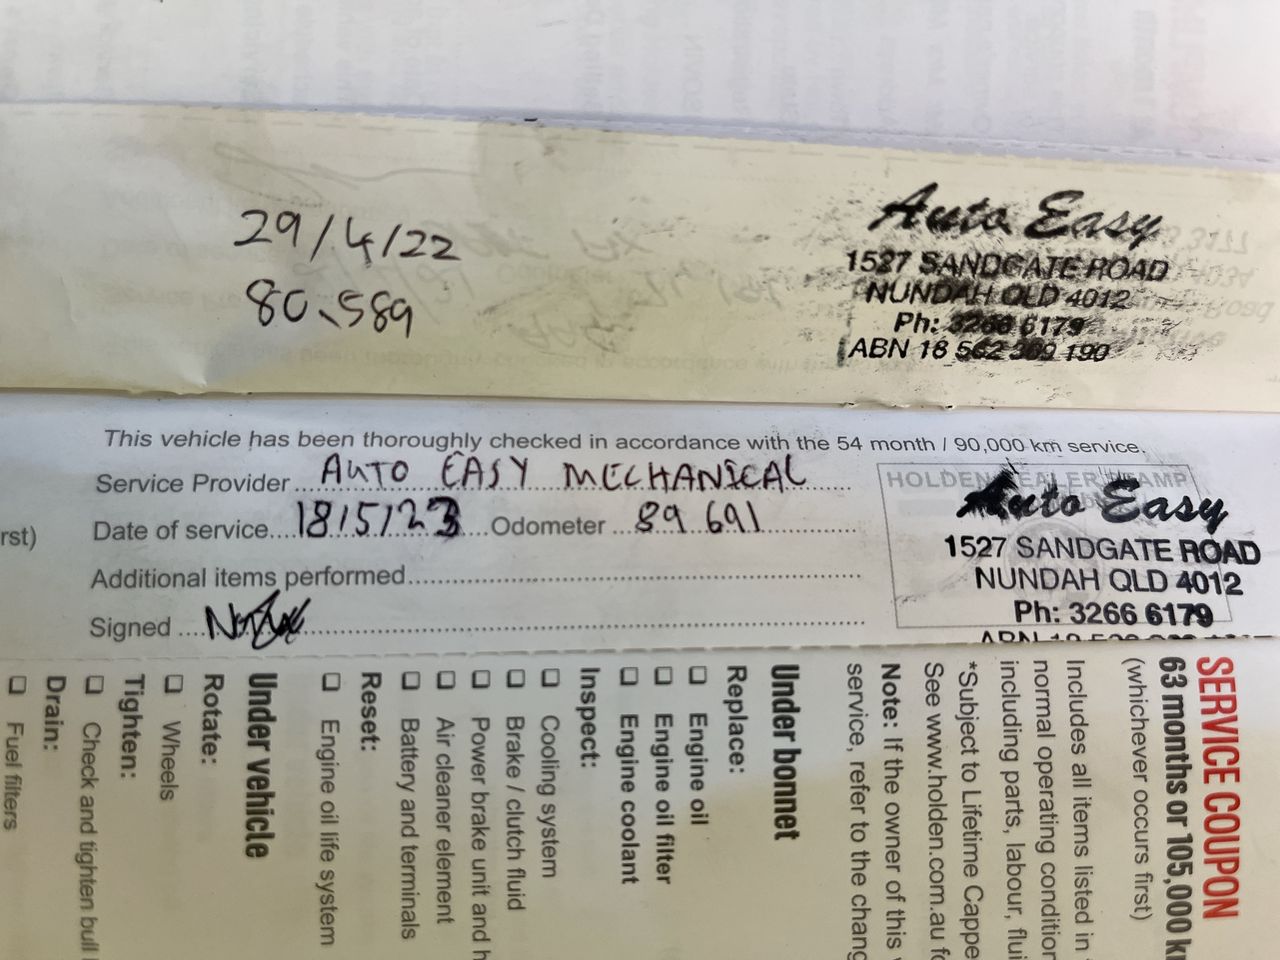 29/4/22
80,589
Auto Easy
1527 SANDGATE ROAD
NUNDAH QLD 4012
Ph: 3266 6179
ABN 18 562 369 190
This vehicle has been thoroughly checked in accordance with the 54 month / 90,000 km service.
Service Provider AUTO EASY MECHANICAL
Date of service 18/5/23 Odometer 89 691
Additional items performed
Signed
HOLDEN DEALER STAMP
Auto Easy
1527 SANDGATE ROAD
NUNDAH QLD 4012
Ph: 3266 6179
rst)
SERVICE COUPON
63 months or 105,000 k
(whichever occurs first)
Includes all items listed in
normal operating condition
including parts, labour, flui
*Subject to Lifetime Cappe
See www.holden.com.au fo
Note: If the owner of this
service, refer to the chang
Under bonnet
Replace:
Engine oil
Engine oil filter
Engine coolant
Inspect:
Cooling system
Brake / clutch fluid
Power brake unit and h
Air cleaner element
Battery and terminals
Reset:
Engine oil life system
Under vehicle
Rotate:
Wheels
Tighten:
Check and tighten bull
Drain:
Fuel filters